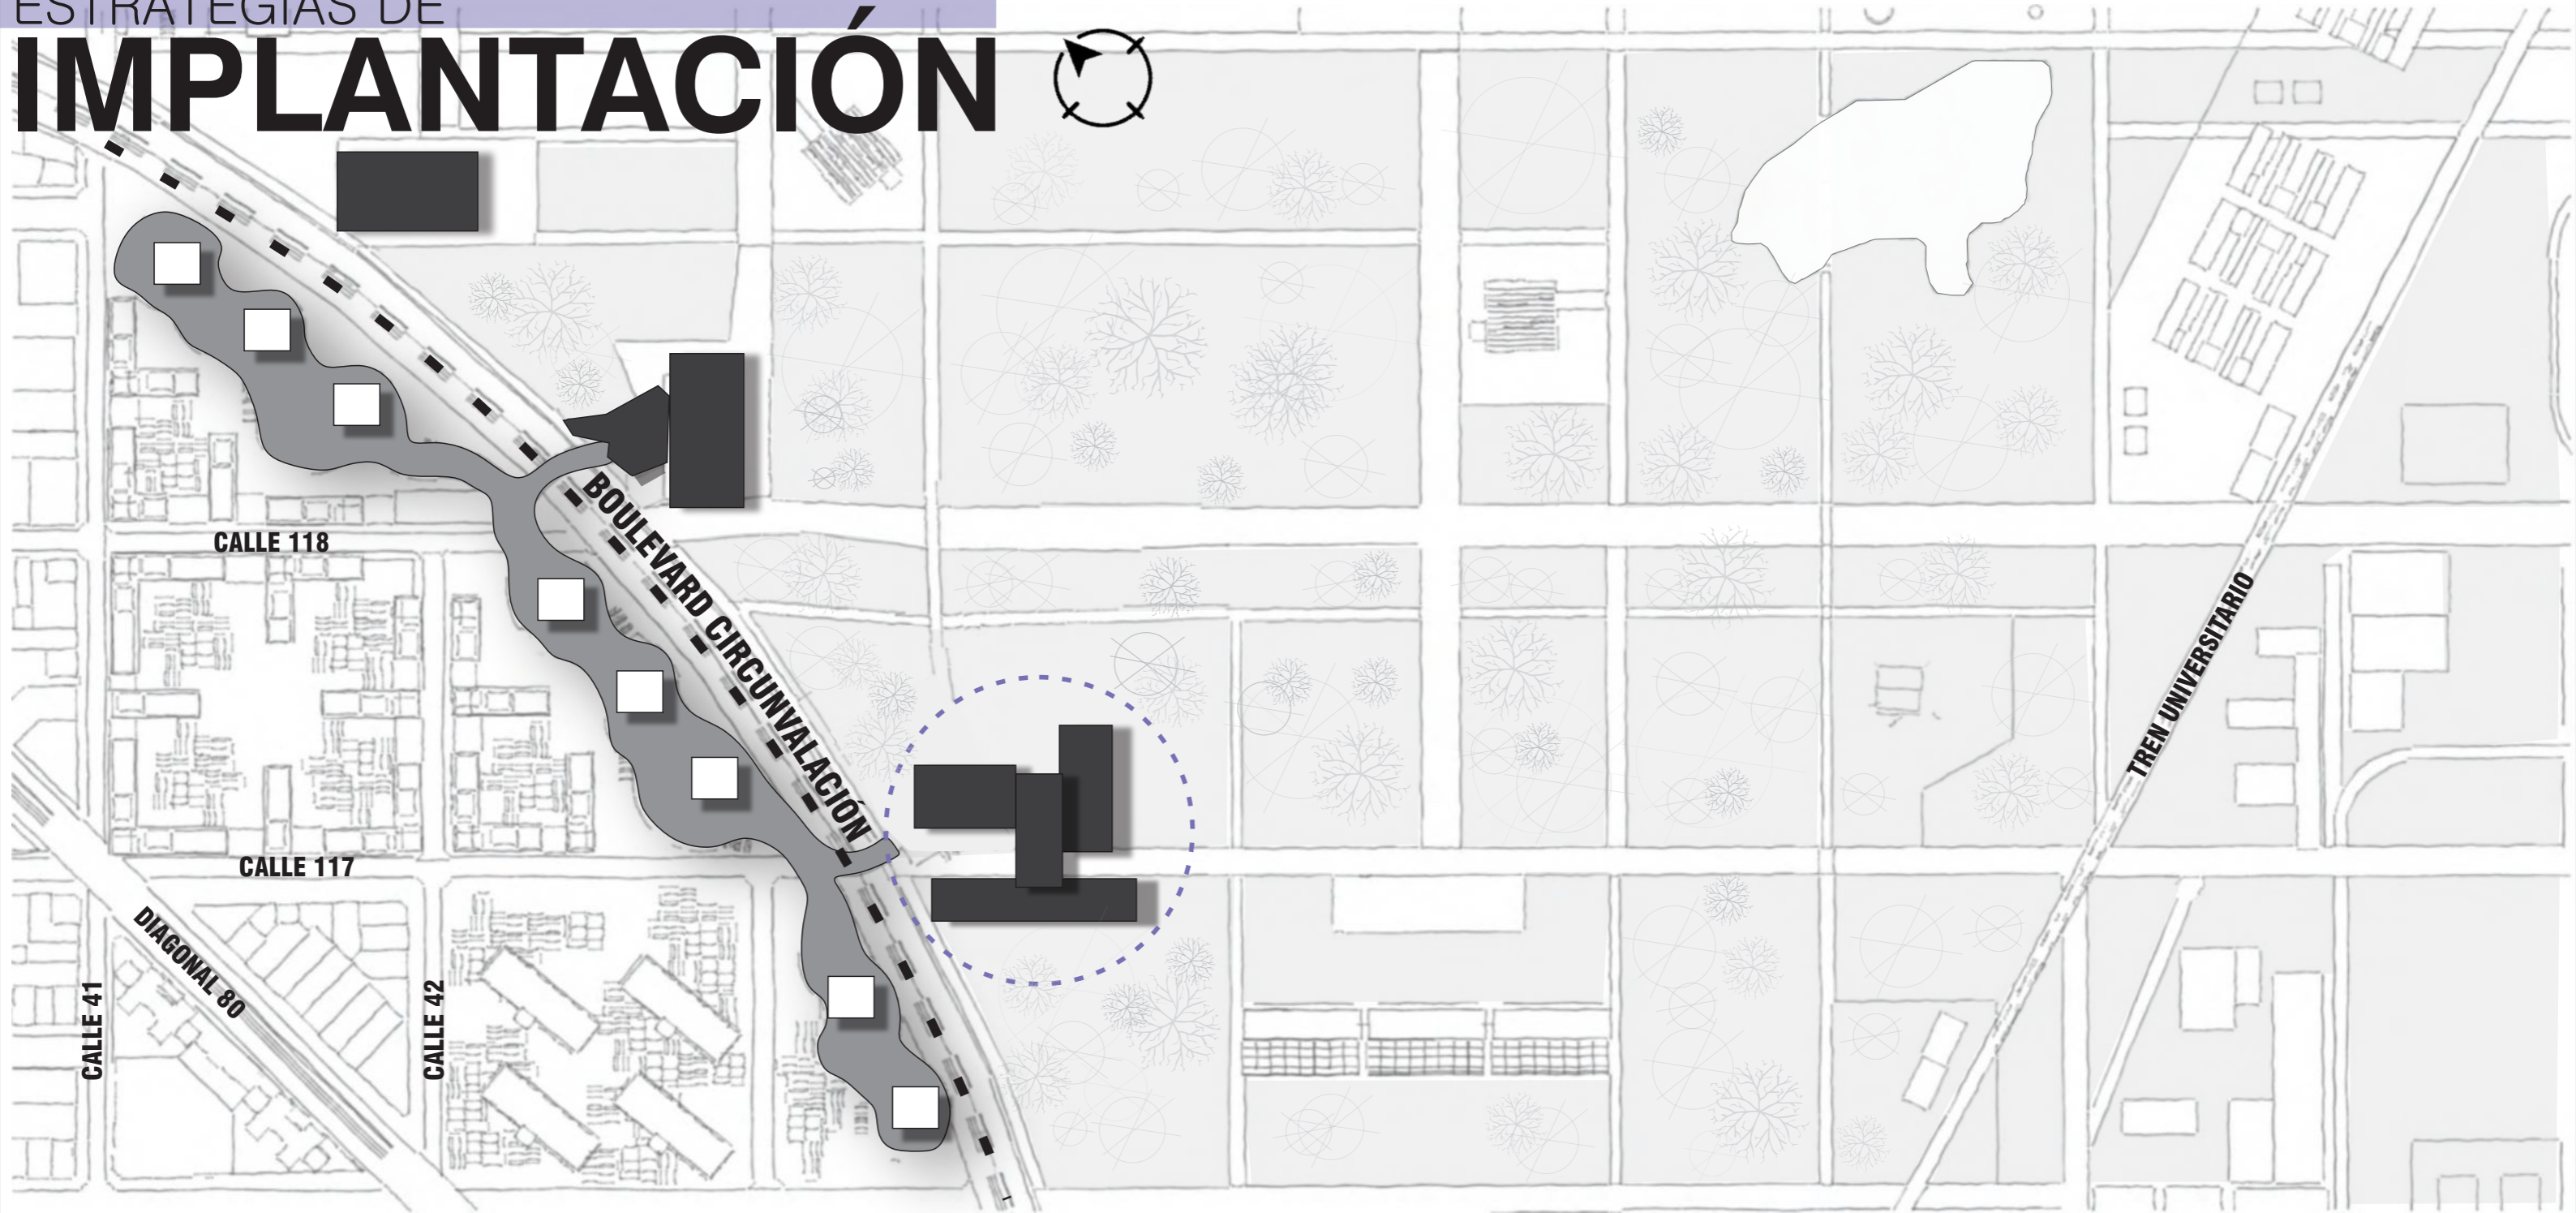 ESTRATEGIAS DE
IMPLANTACIÓN
BOULEVARD CIRCUNVALACIÓN
CALLE 118
TREN UNIVERSITARIO
CALLE 117
DIAGONAL 80
CALLE 41
CALLE 42